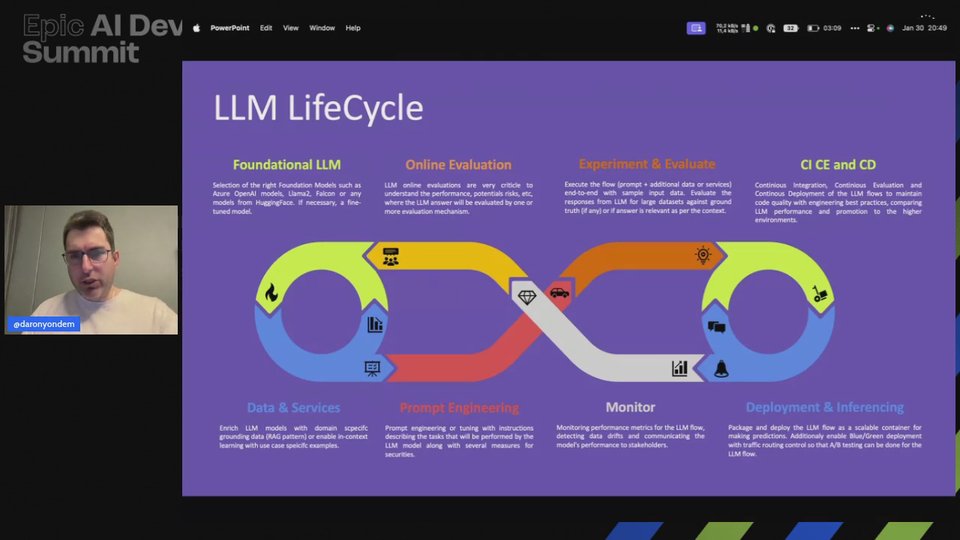 Epic AI Dev
Summit
PowerPoint Edit View Window Help
32 03:09 Jan 30 20:49
LLM LifeCycle
Foundational LLM
Selection of the right Foundation Models such as
Azure OpenAI models, Llama2, Falcon or any
models from HuggingFace. If necessary, a fine-
tuned model.
Online Evaluation
LLM online evaluations are very criticle to
understand the performance, potentials risks, etc,
where the LLM answer will be evaluated by one or
more evaluation mechanism.
Experiment & Evaluate
Execute the flow (prompt + additional data or services)
end-to-end with sample input data. Evaluate the
responses from LLM for large datasets against ground
truth (if any) or if answer is relevant as per the context.
CI CE and CD
Continious Integration, Continious Evaluation and
Continous Deployment of the LLM flows to maintain
code quality with engineering best practices, comparing
LLM performance and promotion to the higher
environments.
@daronyondem
Data & Services
Enrich LLM models with domain scpecifc
grounding data (RAG pattern) or enable in-context
learning with use case speicifc examples.
Prompt Engineering
Prompt engineering or tuning with instructions
describing the tasks that will be performed by the
LLM model along with several measures for
securities.
Monitor
Monitoring performance metrics for the LLM flow,
detecting data drifts and communicating the
model's performance to stakeholders.
Deployment & Inferencing
Package and deploy the LLM flow as a scalable container for
making predictions. Additionaly enable Blue/Green deployment
with traffic routing control so that A/B testing can be done for the
LLM flow.